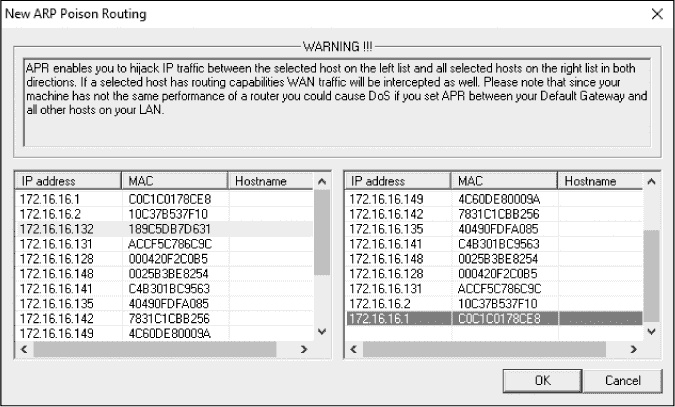 New ARP Poison Routing
WARNING !!!
APR enables you to hijack IP traffic between the selected host on the left list and all selected hosts on the right list in both
directions. If a selected host has routing capabilities WAN traffic will be intercepted as well. Please note that since your
machine has not the same performance of a router you could cause DoS if you set APR between your Default Gateway and
all other hosts on your LAN.
IP address MAC Hostname
172.16.16.1 C0C1C0178CE8
172.16.16.2 10C37B537F10
172.16.16.132 189C5DB7D631
172.16.16.131 ACCF5C786C9C
172.16.16.128 000420F2C0B5
172.16.16.148 0025B3BE8254
172.16.16.141 C4B301BC9563
172.16.16.135 40490FDFA085
172.16.16.142 7831C1CBB256
172.16.16.149 4C60DE80009A
IP address MAC Hostname
172.16.16.149 4C60DE80009A
172.16.16.142 7831C1CBB256
172.16.16.135 40490FDFA085
172.16.16.141 C4B301BC9563
172.16.16.148 0025B3BE8254
172.16.16.128 000420F2C0B5
172.16.16.131 ACCF5C786C9C
172.16.16.2 10C37B537F10
172.16.16.1 C0C1C0178CE8
OK Cancel